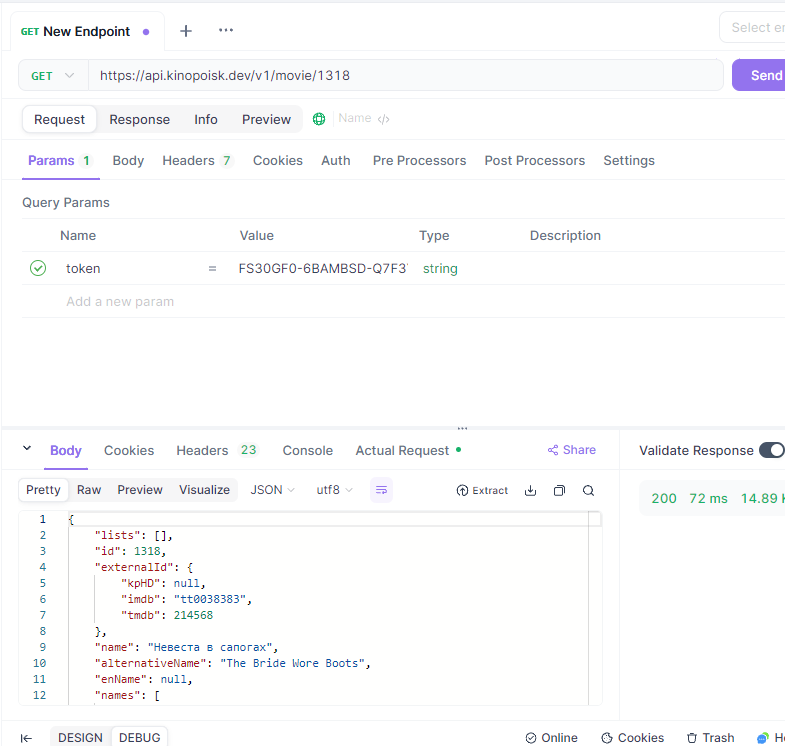 GET New Endpoint
Select
GET https://api.kinopoisk.dev/v1/movie/1318 Send
Request Response Info Preview Name </>
Params 1 Body Headers 7 Cookies Auth Pre Processors Post Processors Settings
Query Params
Name Value Type Description
token = FS30GF0-6BAMBSD-Q7F3 string
Add a new param
Body Cookies Headers 23 Console Actual Request Share Validate Response
Pretty Raw Preview Visualize JSON utf8 Extract
200 72 ms 14.89
1 {
2 "lists": [],
3 "id": 1318,
4 "externalId": {
5 "kpHD": null,
6 "imdb": "tt0038383",
7 "tmdb": 214568
8 },
9 "name": "Невеста в сапогах",
10 "alternativeName": "The Bride Wore Boots",
11 "enName": null,
12 "names": [
DESIGN DEBUG Online Cookies Trash